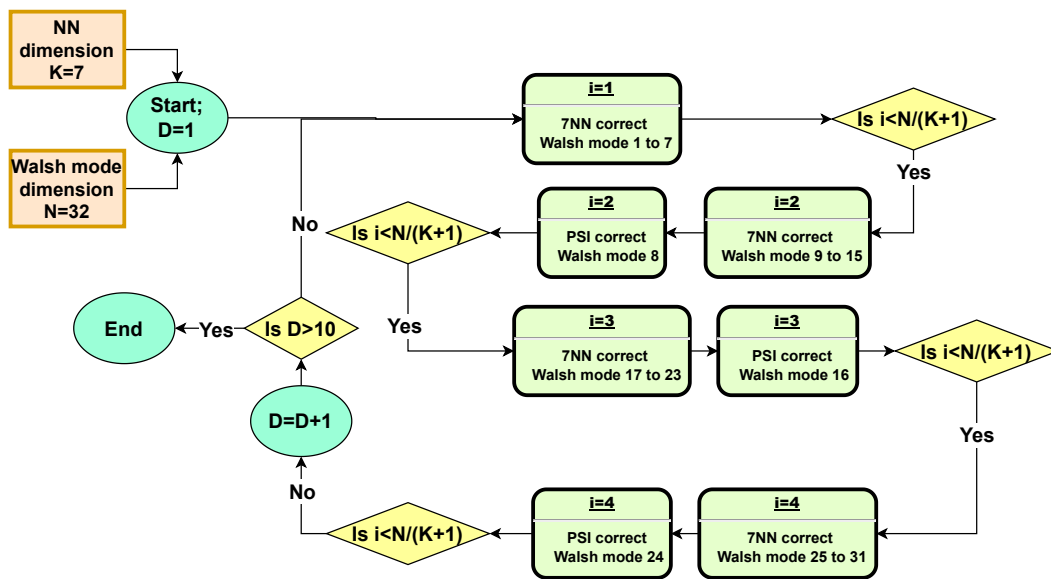 NN
dimension
K=7
Start;
D=1
Walsh mode
dimension
N=32
i=1
7NN correct
Walsh mode 1 to 7
Is i<N/(K+1)
Yes
i=2
7NN correct
Walsh mode 9 to 15
i=2
PSI correct
Walsh mode 8
Is i<N/(K+1)
Yes
i=3
7NN correct
Walsh mode 17 to 23
i=3
PSI correct
Walsh mode 16
Is i<N/(K+1)
Yes
i=4
7NN correct
Walsh mode 25 to 31
i=4
PSI correct
Walsh mode 24
Is i<N/(K+1)
No
D=D+1
Is D>10
No
Yes
End